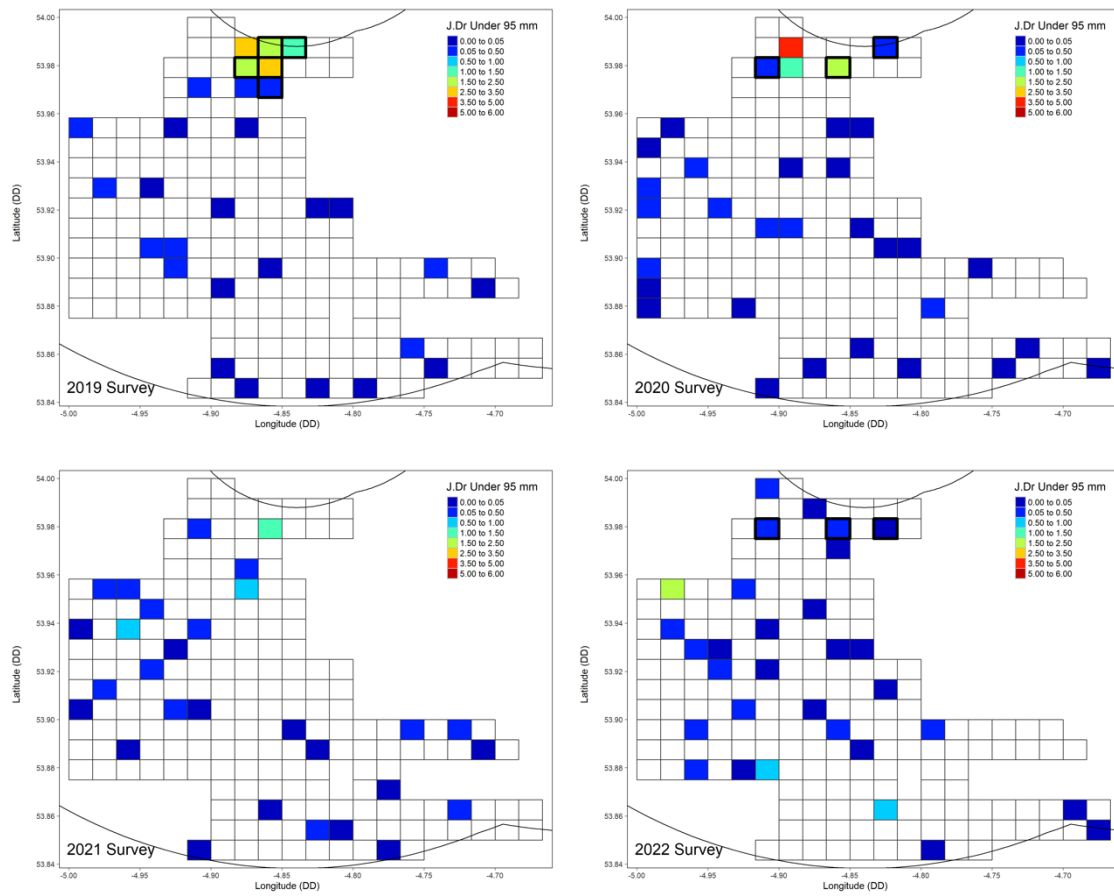 J.Dr Under 95 mm
0.00 to 0.05
0.05 to 0.50
0.50 to 1.00
1.00 to 1.50
1.50 to 2.50
2.50 to 3.50
3.50 to 5.00
5.00 to 6.00
54.00
53.98
53.96
53.94
53.92
53.90
53.88
53.86
53.84
Latitude (DD)
2019 Survey
-5.00 -4.95 -4.90 -4.85 -4.80 -4.75 -4.70
Longitude (DD)
J.Dr Under 95 mm
0.00 to 0.05
0.05 to 0.50
0.50 to 1.00
1.00 to 1.50
1.50 to 2.50
2.50 to 3.50
3.50 to 5.00
5.00 to 6.00
54.00
53.98
53.96
53.94
53.92
53.90
53.88
53.86
53.84
Latitude (DD)
2020 Survey
-5.00 -4.95 -4.90 -4.85 -4.80 -4.75 -4.70
Longitude (DD)
J.Dr Under 95 mm
0.00 to 0.05
0.05 to 0.50
0.50 to 1.00
1.00 to 1.50
1.50 to 2.50
2.50 to 3.50
3.50 to 5.00
5.00 to 6.00
54.00
53.98
53.96
53.94
53.92
53.90
53.88
53.86
53.84
Latitude (DD)
2021 Survey
-5.00 -4.95 -4.90 -4.85 -4.80 -4.75 -4.70
Longitude (DD)
J.Dr Under 95 mm
0.00 to 0.05
0.05 to 0.50
0.50 to 1.00
1.00 to 1.50
1.50 to 2.50
2.50 to 3.50
3.50 to 5.00
5.00 to 6.00
54.00
53.98
53.96
53.94
53.92
53.90
53.88
53.86
53.84
Latitude (DD)
2022 Survey
-5.00 -4.95 -4.90 -4.85 -4.80 -4.75 -4.70
Longitude (DD)